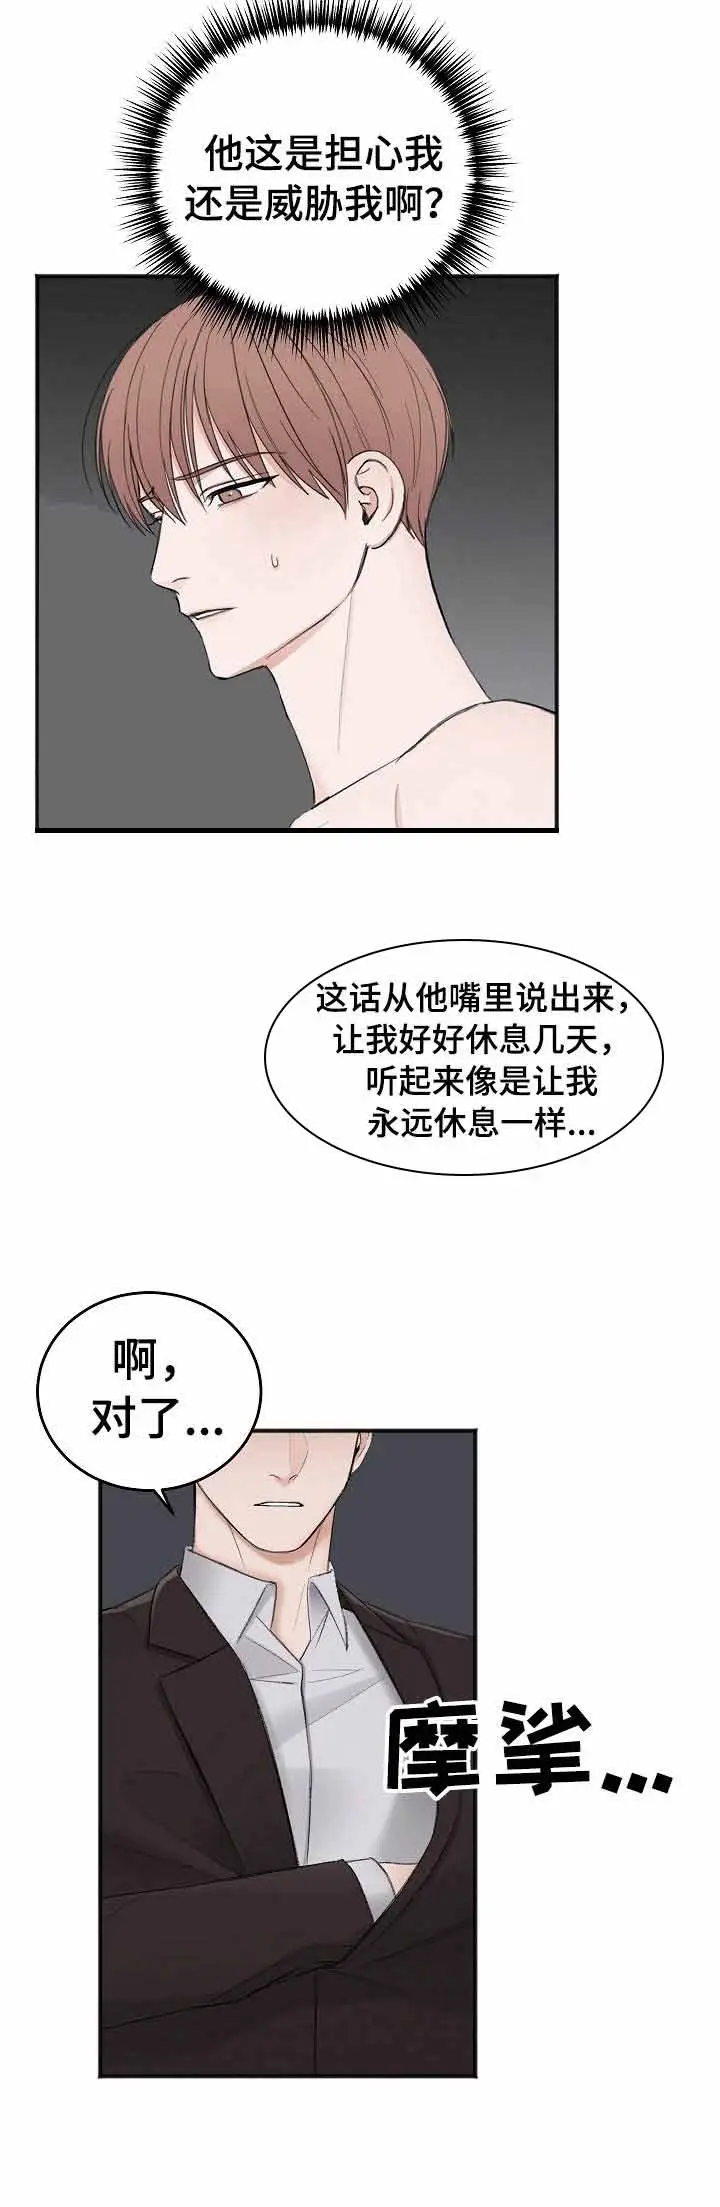 他这是担心我
还是威胁我啊?
这话从他嘴里说出来,
让我好好休息几天,
听起来像是让我
永远休息一样...
啊,
对了...
摩挲...